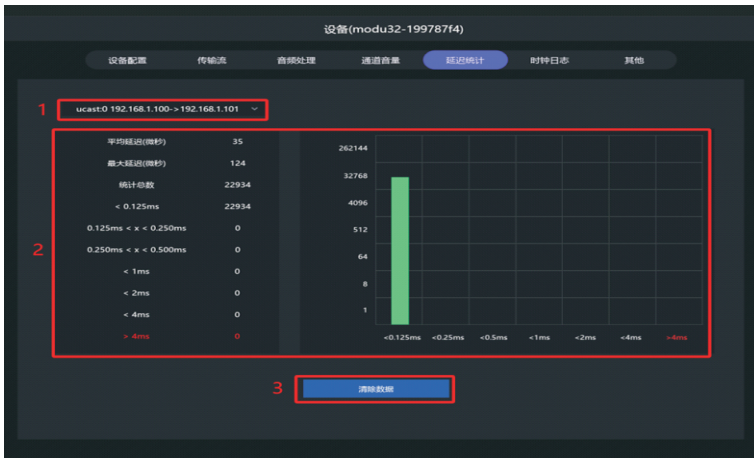 设备(modu32-199787f4)
设备配置 传输流 音频处理 通道音量 延迟统计 时钟日志 其他
1 ucast:0 192.168.1.100->192.168.1.101
2
平均延迟(微秒) 35
最大延迟(微秒) 124
统计总数 22934
< 0.125ms 22934
0.125ms < x < 0.250ms 0
0.250ms < x < 0.500ms 0
< 1ms 0
< 2ms 0
< 4ms 0
> 4ms 0
262144
32768
4096
512
64
8
1
<0.125ms <0.25ms <0.5ms <1ms <2ms <4ms >4ms
3 清除数据